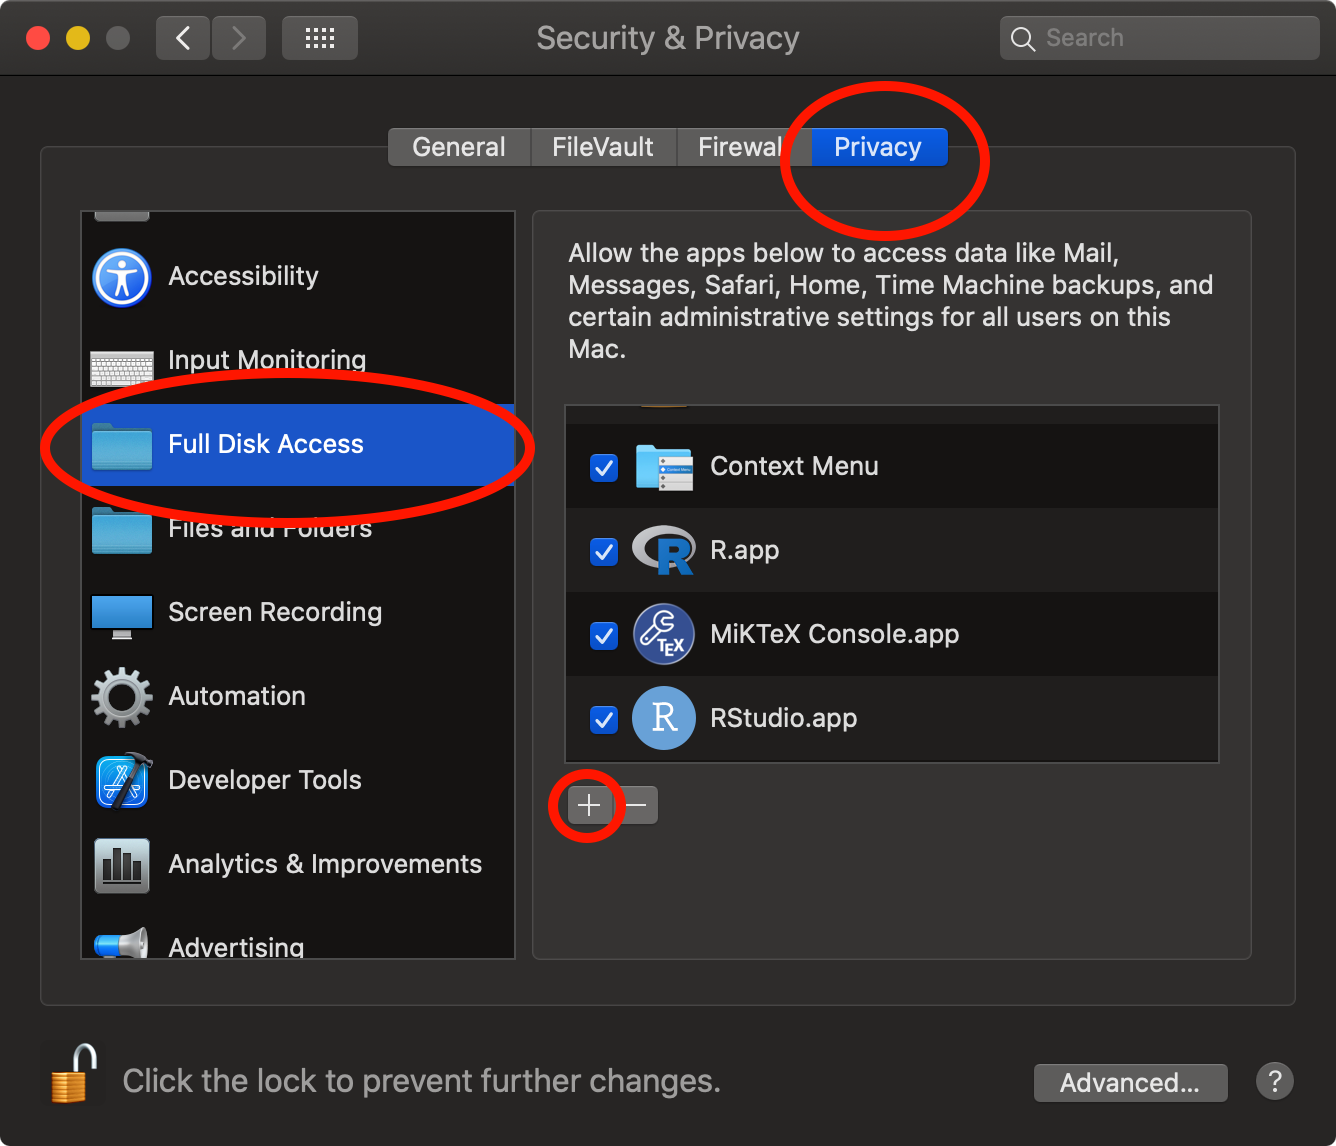 Security & Privacy
Search
General
FileVault
Firewal
Privacy
Accessibility
Input Monitoring
Full Disk Access
Files and Folders
Screen Recording
Automation
Developer Tools
Analytics & Improvements
Advertising
Allow the apps below to access data like Mail,
Messages, Safari, Home, Time Machine backups, and
certain administrative settings for all users on this
Mac.
Context Menu
R
R.app
TEX
MiKTeX Console.app
R
RStudio.app
Click the lock to prevent further changes.
Advanced...
?